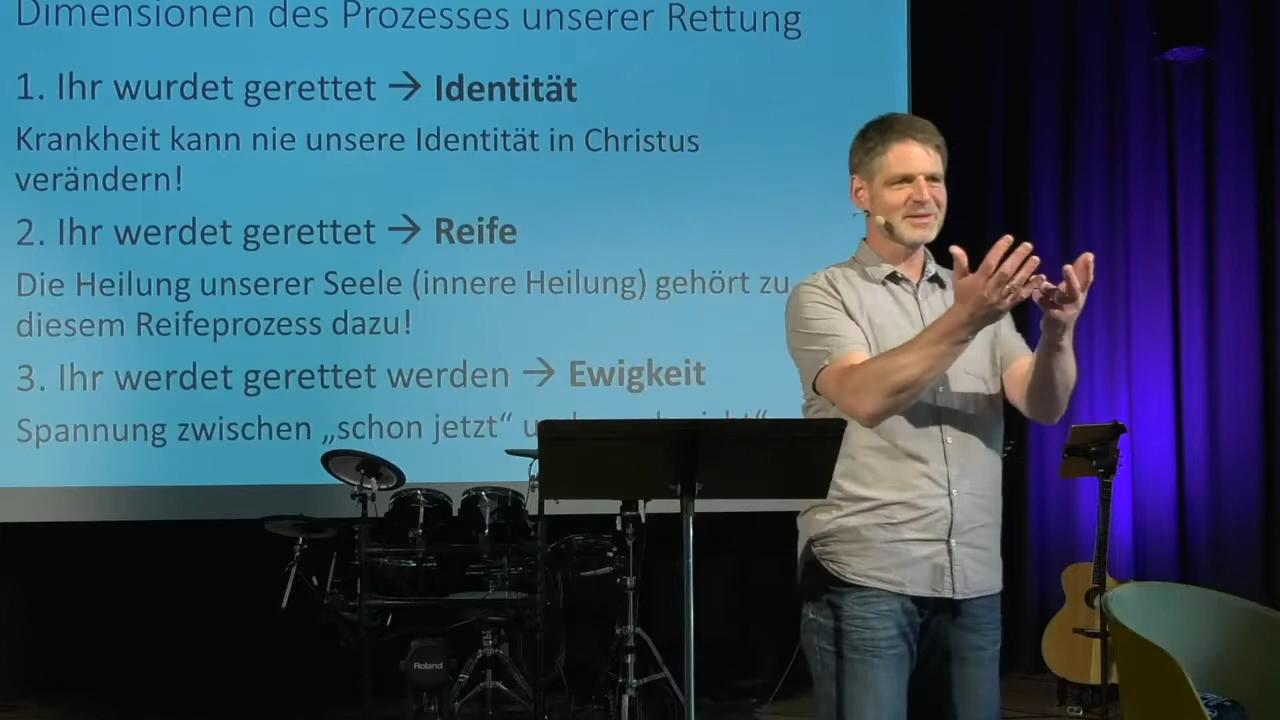 Dimensionen des Prozesses unserer Rettung
1. Ihr wurdet gerettet → Identität
Krankheit kann nie unsere Identität in Christus
verändern!
2. Ihr werdet gerettet → Reife
Die Heilung unserer Seele (innere Heilung) gehört zu
diesem Reifeprozess dazu!
3. Ihr werdet gerettet werden → Ewigkeit
Spannung zwischen „schon jetzt“
Roland